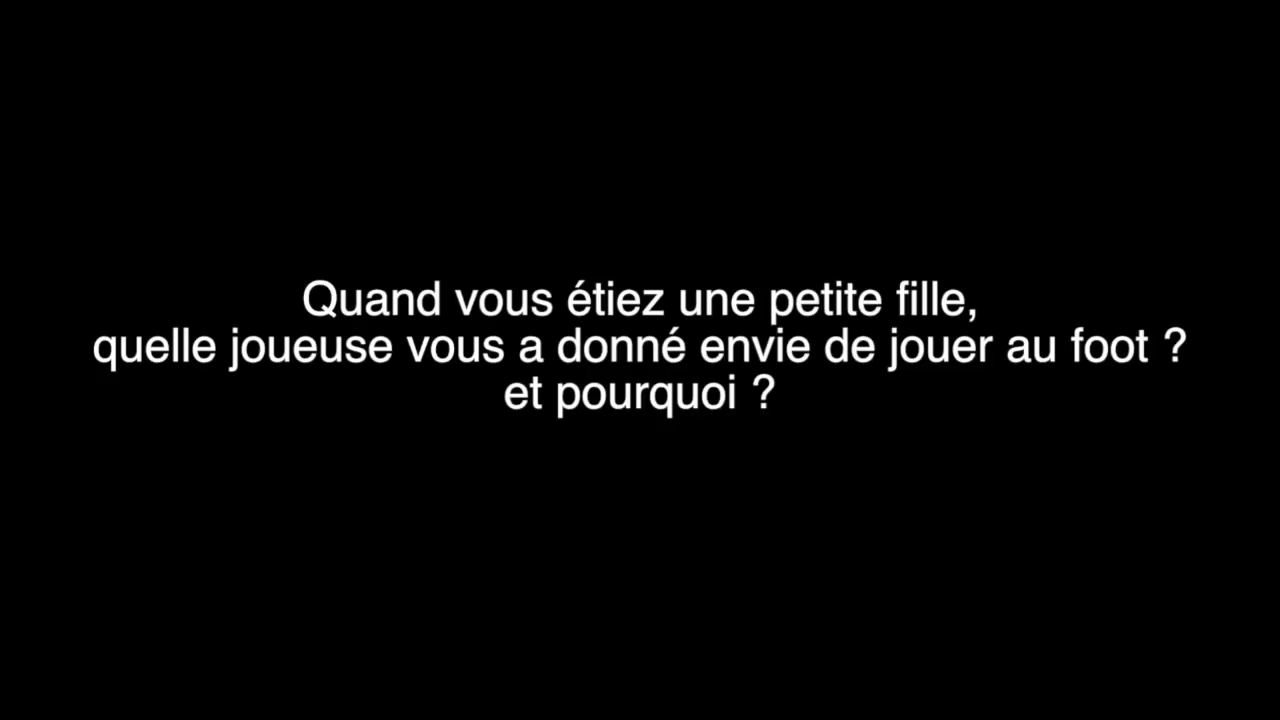 Quand vous étiez une petite fille,
quelle joueuse vous a donné envie de jouer au foot ?
et pourquoi ?